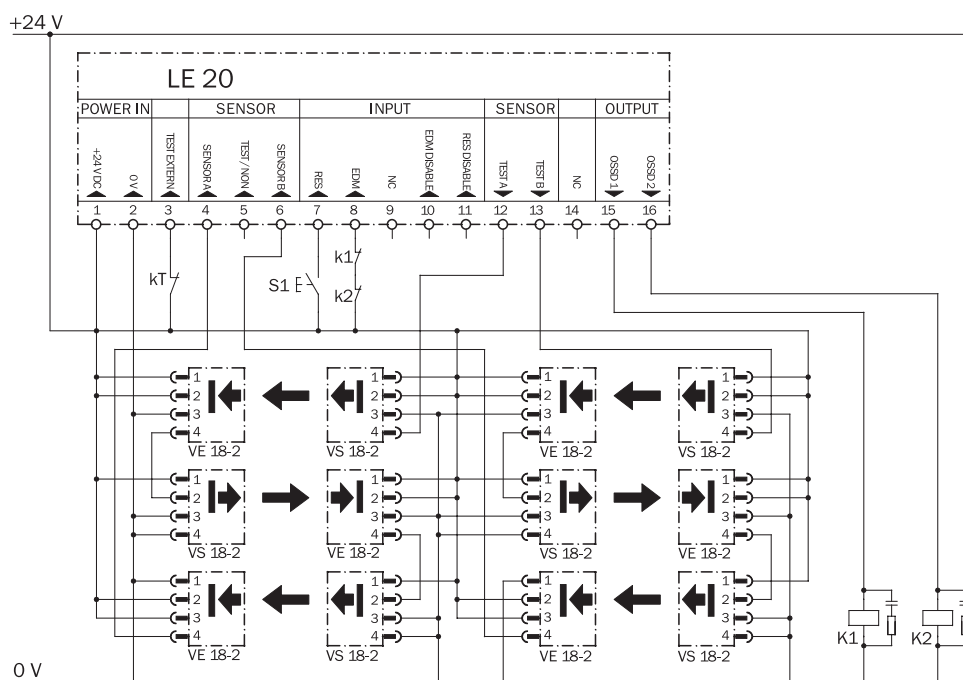 +24 V
LE 20
POWER IN SENSOR INPUT SENSOR OUTPUT
+24 V DC
0 V
TEST EXTERN
SENSOR A
TEST / NON
SENSOR B
RES
EDM
NC
EDM DISABLE
RES DISABLE
TEST A
TEST B
NC
OSSD 1
OSSD 2
1 2 3 4 5 6 7 8 9 10 11 12 13 14 15 16
kT
S1
k1
k2
1 1 1 1
2 2 2 2
3 3 3 3
4 4 4 4
VE 18-2 VS 18-2 VE 18-2 VS 18-2
1 1 1 1
2 2 2 2
3 3 3 3
4 4 4 4
VS 18-2 VE 18-2 VS 18-2 VE 18-2
1 1 1 1
2 2 2 2
3 3 3 3
4 4 4 4
VE 18-2 VS 18-2 VE 18-2 VS 18-2
K1 K2
0 V